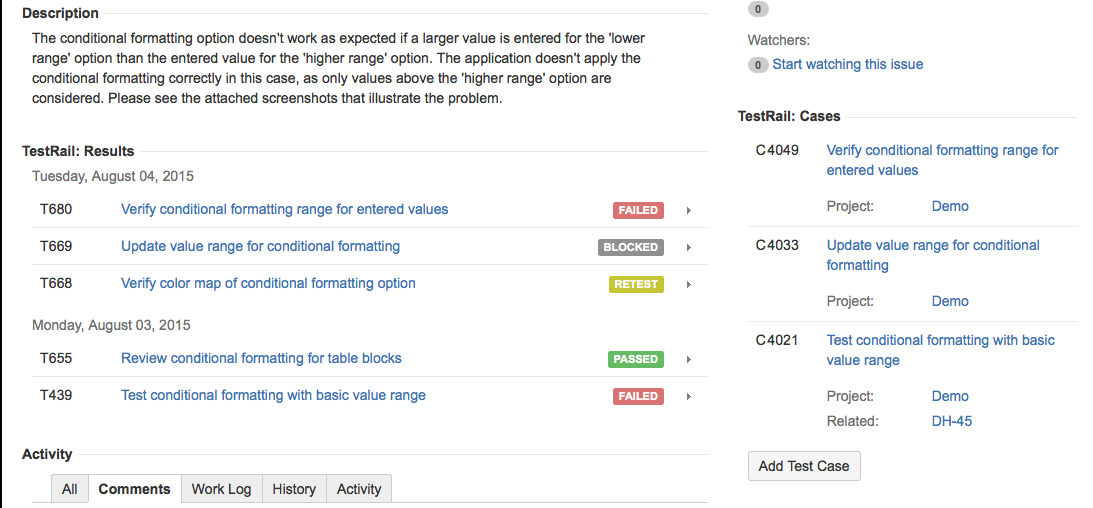 Description
The conditional formatting option doesn't work as expected if a larger value is entered for the 'lower
range' option than the entered value for the 'higher range' option. The application doesn't apply the
conditional formatting correctly in this case, as only values above the 'higher range' option are
considered. Please see the attached screenshots that illustrate the problem.
TestRail: Results
Tuesday, August 04, 2015
T680 Verify conditional formatting range for entered values FAILED
T669 Update value range for conditional formatting BLOCKED
T668 Verify color map of conditional formatting option RETEST
Monday, August 03, 2015
T655 Review conditional formatting for table blocks PASSED
T439 Test conditional formatting with basic value range FAILED
Activity
All Comments Work Log History Activity
0
Watchers:
0 Start watching this issue
TestRail: Cases
C4049 Verify conditional formatting range for
entered values
Project: Demo
C4033 Update value range for conditional
formatting
Project: Demo
C4021 Test conditional formatting with basic
value range
Project: Demo
Related: DH-45
Add Test Case